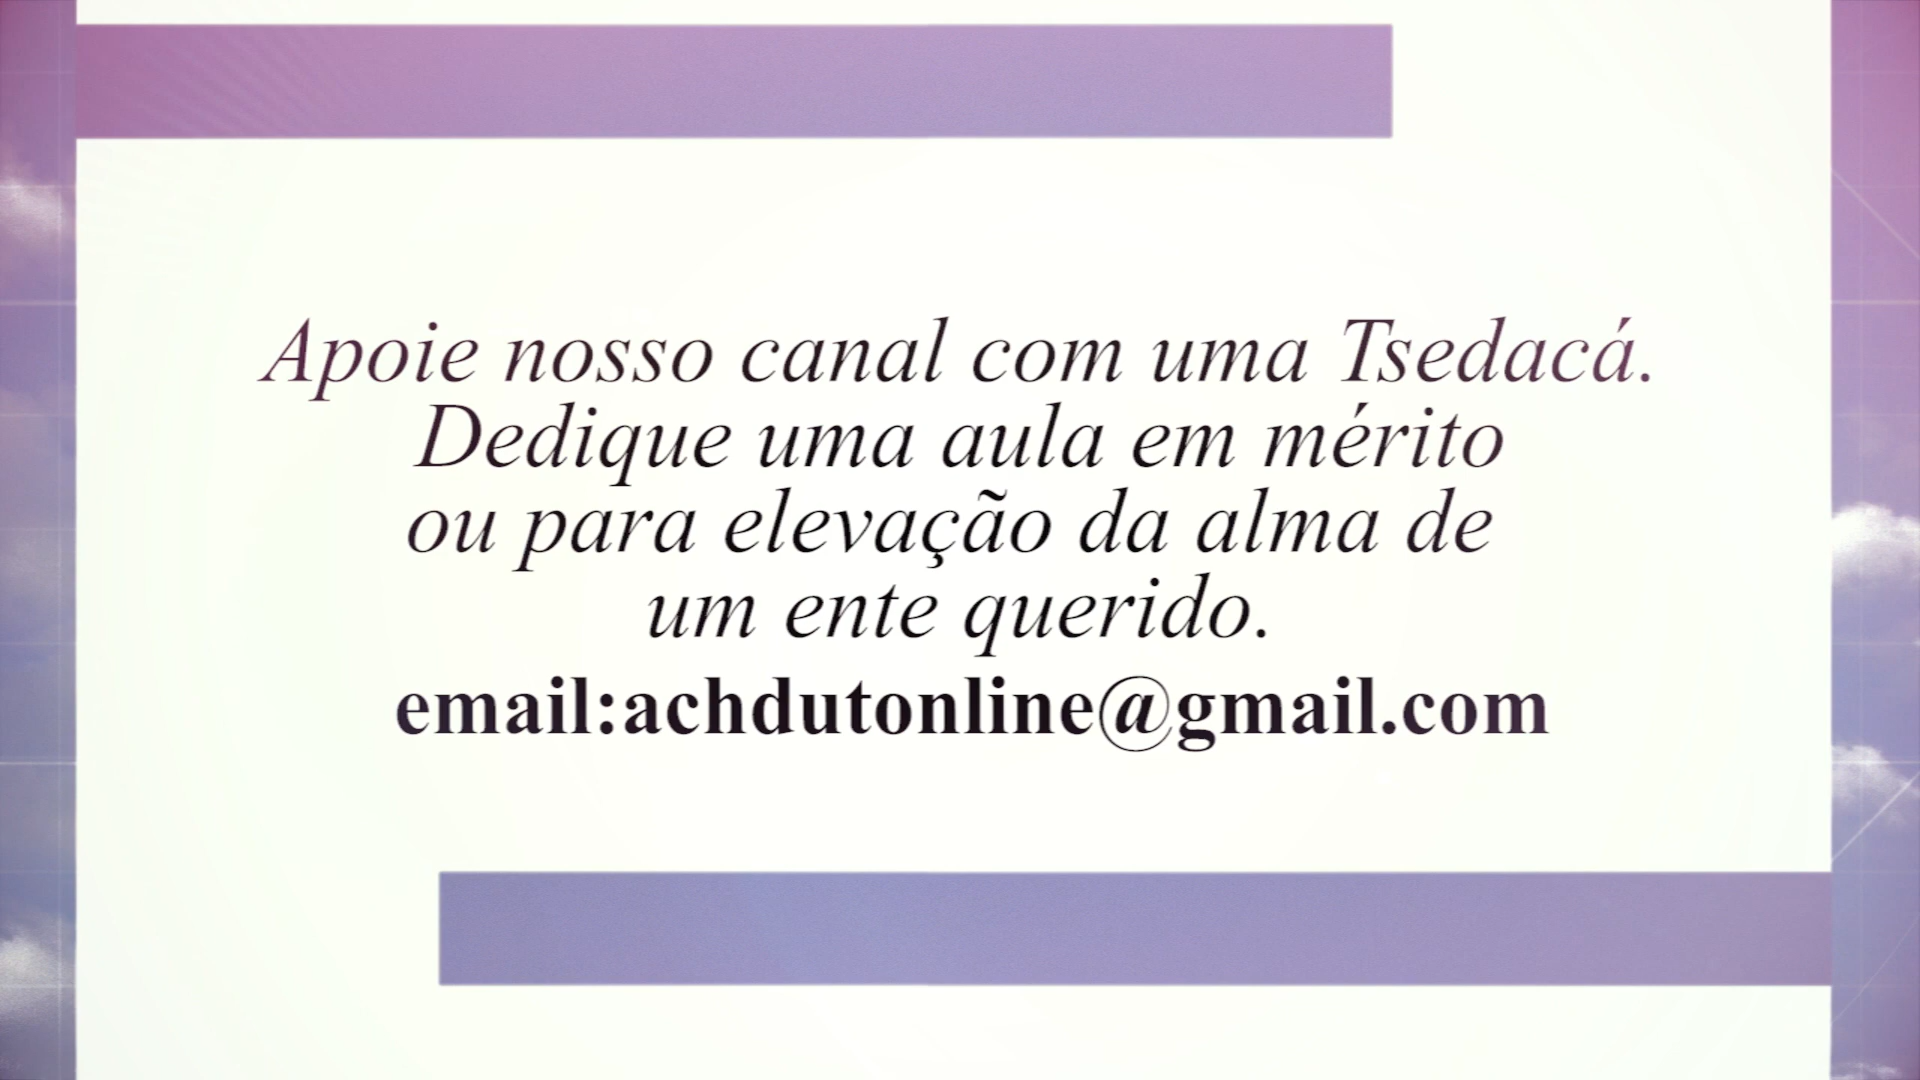 Apoie nosso canal com uma Tsedacá.
Dedique uma aula em mérito
ou para elevação da alma de
um ente querido.
email:achdutonline@gmail.com